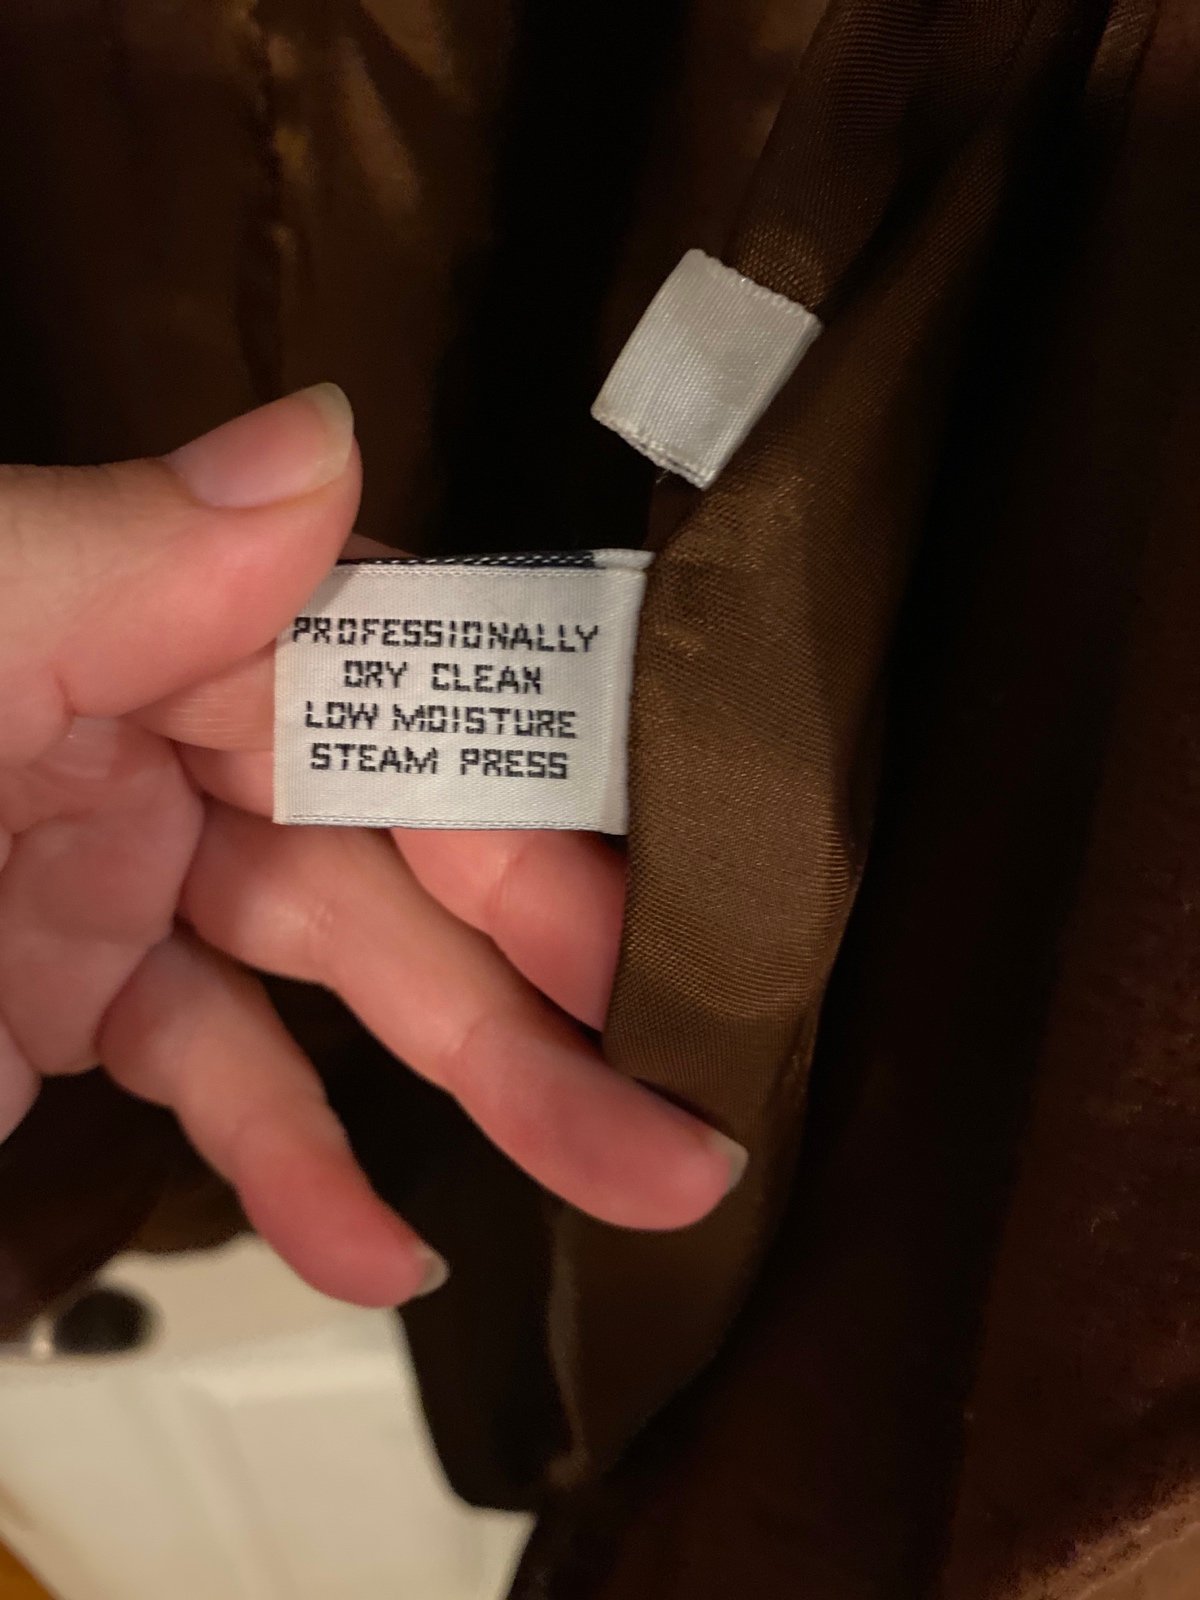 PROFESSIONALLY
DRY CLEAN
LOW MOISTURE
STEAM PRESS